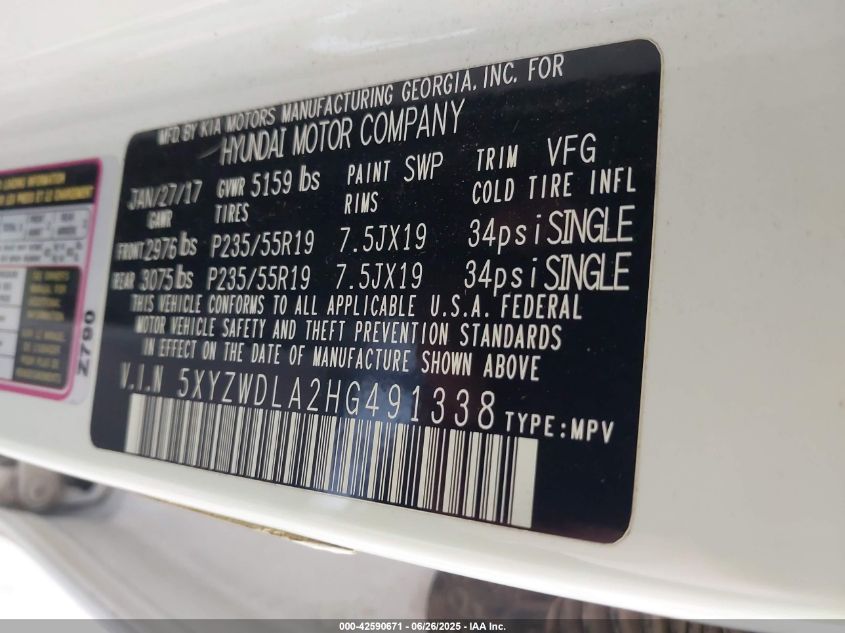 MFD BY KIA MOTORS MANUFACTURING GEORGIA, INC. FOR
HYUNDAI MOTOR COMPANY
JAN/27/17 GVWR 5159 lbs PAINT SWP TRIM VFG
GAWR TIRES RIMS COLD TIRE INFL
FRONT 2976 lbs P235/55R19 7.5JX19 34psi SINGLE
REAR 3075 lbs P235/55R19 7.5JX19 34psi SINGLE
THIS VEHICLE CONFORMS TO ALL APPLICABLE U.S.A. FEDERAL
MOTOR VEHICLE SAFETY AND THEFT PREVENTION STANDARDS
IN EFFECT ON THE DATE OF MANUFACTURE SHOWN ABOVE
V.I.N 5XYZWDLA2HG491338 TYPE:MPV
Z790
000-42590671 - 06/26/2025 - IAA Inc.